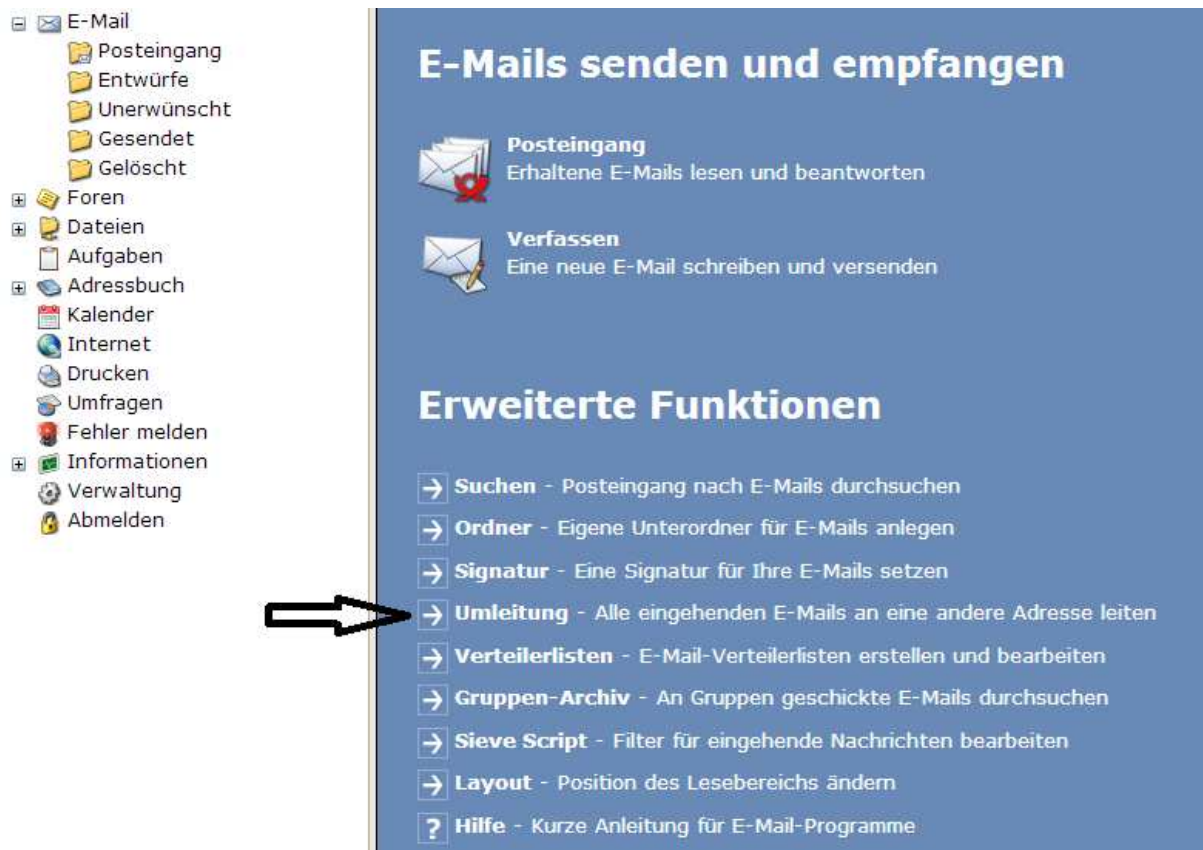 E-Mail
Posteingang
Entwürfe
Unerwünscht
Gesendet
Gelöscht
Foren
Dateien
Aufgaben
Adressbuch
Kalender
Internet
Drucken
Umfragen
Fehler melden
Informationen
Verwaltung
Abmelden
E-Mails senden und empfangen
Posteingang
Erhaltene E-Mails lesen und beantworten
Verfassen
Eine neue E-Mail schreiben und versenden
Erweiterte Funktionen
Suchen - Posteingang nach E-Mails durchsuchen
Ordner - Eigene Unterordner für E-Mails anlegen
Signatur - Eine Signatur für Ihre E-Mails setzen
Umleitung - Alle eingehenden E-Mails an eine andere Adresse leiten
Verteilerlisten - E-Mail-Verteilerlisten erstellen und bearbeiten
Gruppen-Archiv - An Gruppen geschickte E-Mails durchsuchen
Sieve Script - Filter für eingehende Nachrichten bearbeiten
Layout - Position des Lesebereichs ändern
? Hilfe - Kurze Anleitung für E-Mail-Programme